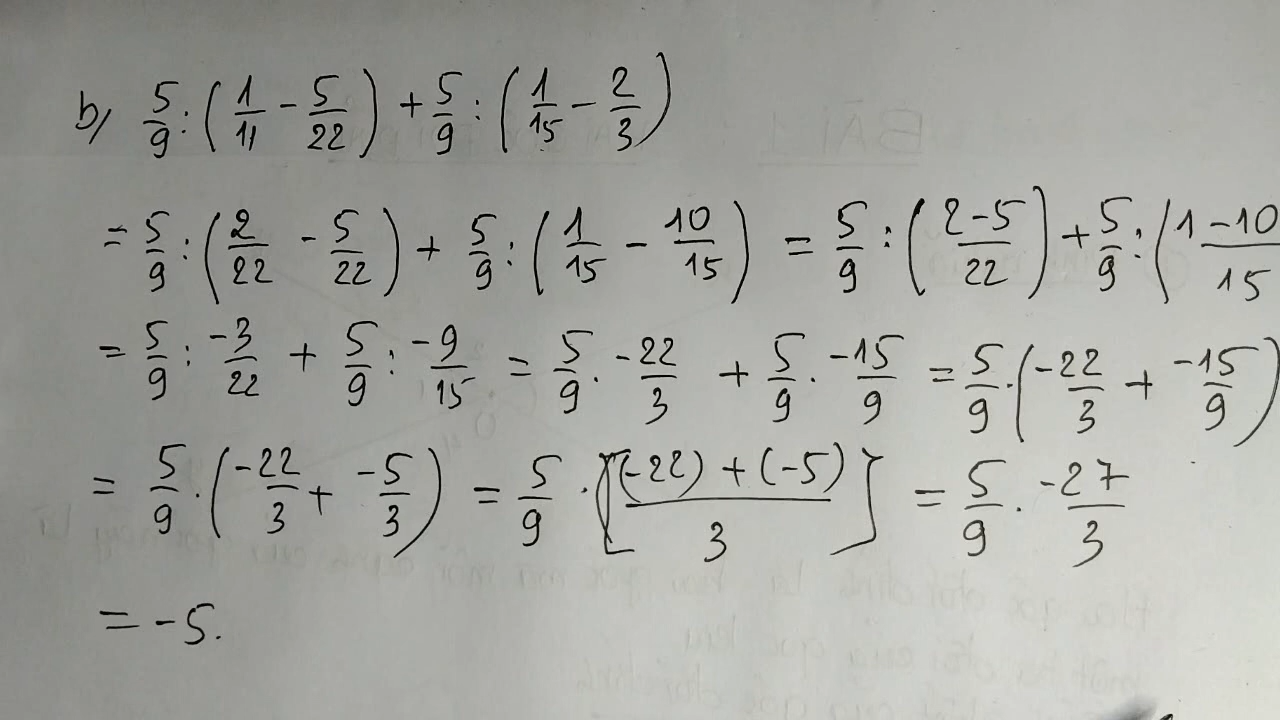 b) 5/9 : (1/11 - 5/22) + 5/9 : (1/15 - 2/3)
= 5/9 : (2/22 - 5/22) + 5/9 : (1/15 - 10/15) = 5/9 : (2-5/22) + 5/9 : (1-10/15
= 5/9 : -3/22 + 5/9 : -9/15 = 5/9 . -22/3 + 5/9 . -15/9 = 5/9 . (-22/3 + -15/9)
= 5/9 . (-22/3 + -5/3) = 5/9 . [(-22) + (-5)/3] = 5/9 . -27/3
= -5.